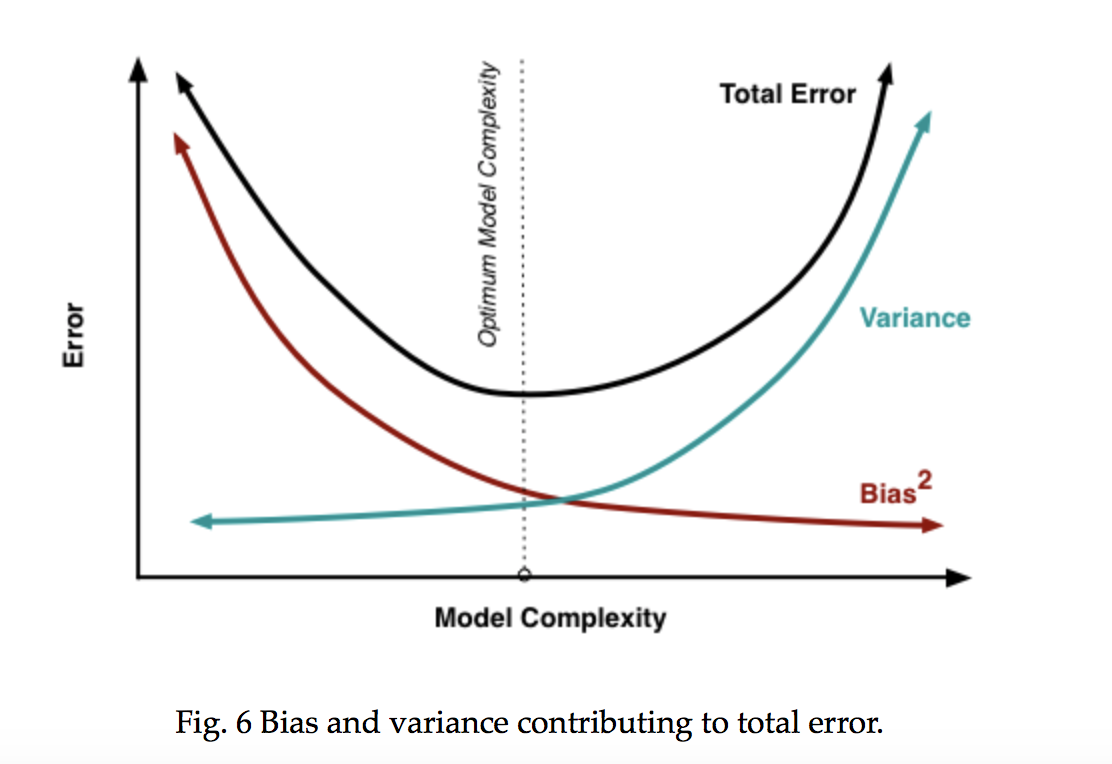 Optimum Model Complexity
Total Error
Variance
Error
Bias²
Model Complexity
Fig. 6 Bias and variance contributing to total error.